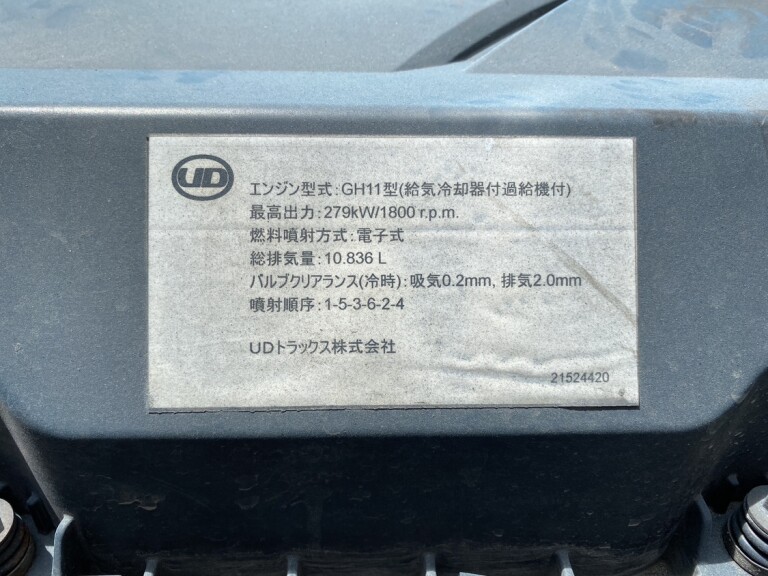 UD
エンジン型式:GH11型(給気冷却器付過給機付)
最高出力:279kW/1800 r.p.m.
燃料噴射方式:電子式
総排気量:10.836 L
バルブクリアランス(冷時):吸気0.2mm, 排気2.0mm
噴射順序:1-5-3-6-2-4
UDトラックス株式会社
21524420